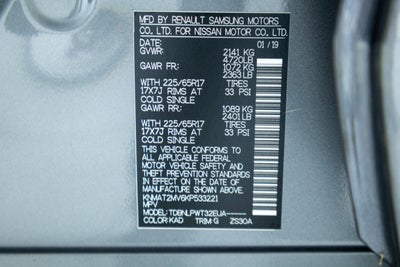 MFD BY RENAULT SAMSUNG MOTORS
CO. LTD. FOR NISSAN MOTOR CO. LTD.
DATE: 01/19
GVWR: 2141 KG
4720LB
GAWR FR: 1072 KG
2363LB
WITH 225/65R17 TIRES
17X7J RIMS AT 33 PSI
COLD SINGLE
GAWR RR: 1089 KG
2401LB
WITH 225/65R17 TIRES
17X7J RIMS AT 33 PSI
COLD SINGLE
THIS VEHICLE CONFORMS TO ALL
APPLICABLE FEDERAL MOTOR
VEHICLE SAFETY AND
THEFT PREVENTION STANDARDS
IN EFFECT ON THE DATE OF
MANUFACTURE SHOWN ABOVE
KNMAT2MV6KP533221
MPV
MODEL: TDBNLPWT32EUA-----
COLOR: KAD TRIM G ZS30A